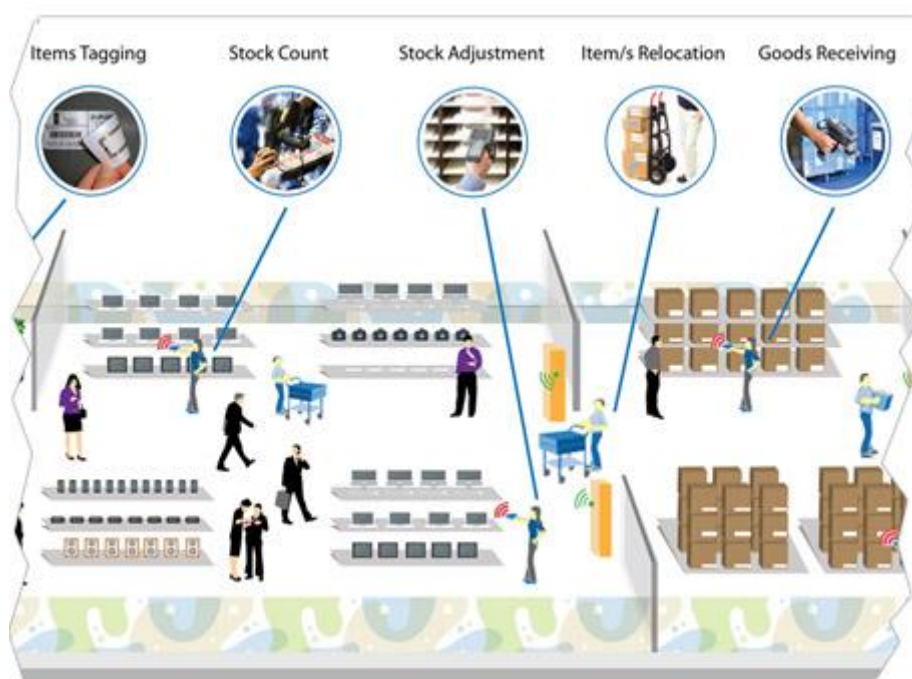 Items Tagging
Stock Count
Stock Adjustment
Item/s Relocation
Goods Receiving